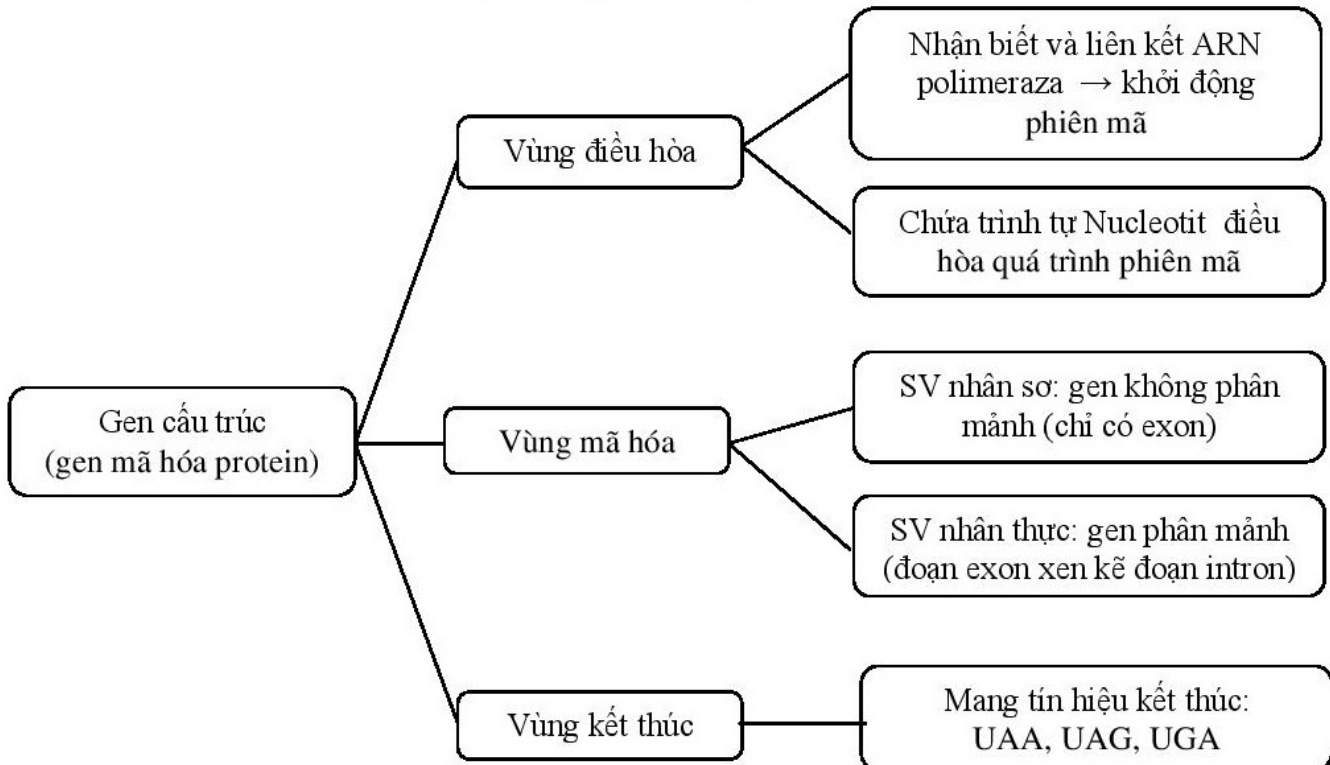 Gen cấu trúc
(gen mã hóa protein)
Vùng điều hòa
Nhận biết và liên kết ARN
polimeraza → khởi động
phiên mã
Chứa trình tự Nucleotit điều
hòa quá trình phiên mã
Vùng mã hóa
SV nhân sơ: gen không phân
mảnh (chỉ có exon)
SV nhân thực: gen phân mảnh
(đoạn exon xen kẽ đoạn intron)
Vùng kết thúc
Mang tín hiệu kết thúc:
UAA, UAG, UGA